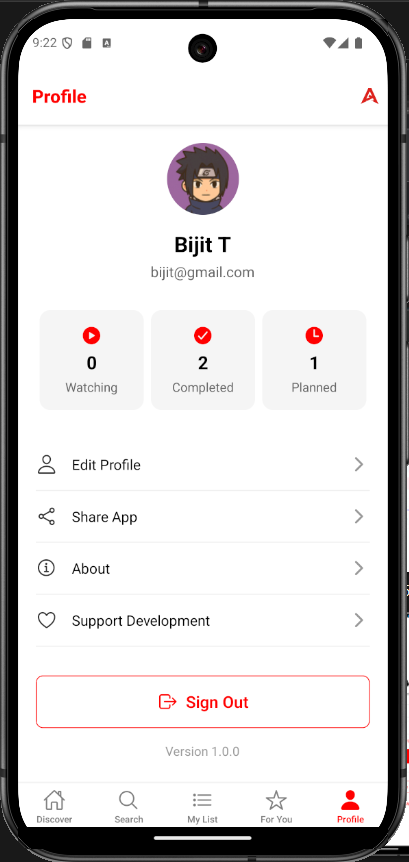 9:22
Profile
Bijit T
bijit@gmail.com
0 2 1
Watching Completed Planned
Edit Profile
Share App
About
Support Development
Sign Out
Version 1.0.0
Discover Search My List For You Profile